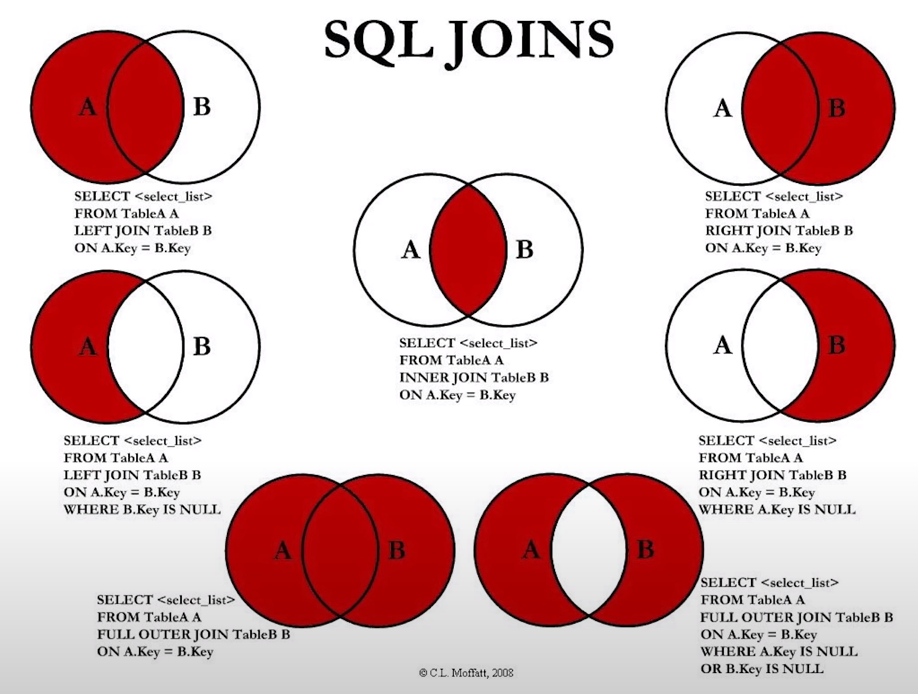 SQL JOINS
A B
SELECT <select_list>
FROM TableA A
LEFT JOIN TableB B
ON A.Key = B.Key
A B
SELECT <select_list>
FROM TableA A
RIGHT JOIN TableB B
ON A.Key = B.Key
A B
SELECT <select_list>
FROM TableA A
INNER JOIN TableB B
ON A.Key = B.Key
A B
SELECT <select_list>
FROM TableA A
LEFT JOIN TableB B
ON A.Key = B.Key
WHERE B.Key IS NULL
A B
SELECT <select_list>
FROM TableA A
RIGHT JOIN TableB B
ON A.Key = B.Key
WHERE A.Key IS NULL
A B
SELECT <select_list>
FROM TableA A
FULL OUTER JOIN TableB B
ON A.Key = B.Key
A B
SELECT <select_list>
FROM TableA A
FULL OUTER JOIN TableB B
ON A.Key = B.Key
WHERE A.Key IS NULL
OR B.Key IS NULL
© C.L. Moffatt, 2008